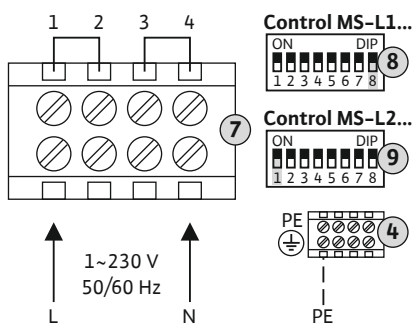 1 2 3 4
7
1~230 V
50/60 Hz
L N
Control MS-L1...
ON DIP
1 2 3 4 5 6 7 8
8
Control MS-L2...
ON DIP
1 2 3 4 5 6 7 8
9
PE
4
PE